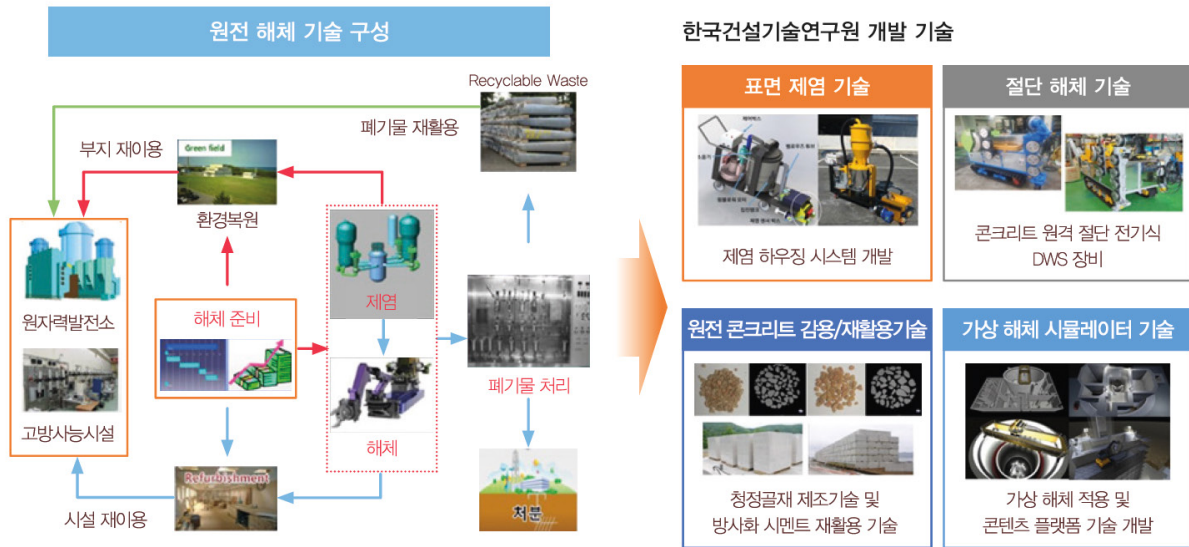 원전 해체 기술 구성
Recyclable Waste
폐기물 재활용
부지 재이용
Green field
환경복원
원자력발전소
고방사능시설
해체 준비
제염
해체
폐기물 처리
처분
Refurbishment
시설 재이용
한국건설기술연구원 개발 기술
표면 제염 기술
제어박스
제염 하우징 시스템 개발
절단 해체 기술
콘크리트 원격 절단 전기식
DWS 장비
원전 콘크리트 감용/재활용기술
청정골재 제조기술 및
방사화 시멘트 재활용 기술
가상 해체 시뮬레이터 기술
가상 해체 적용 및
콘텐츠 플랫폼 기술 개발